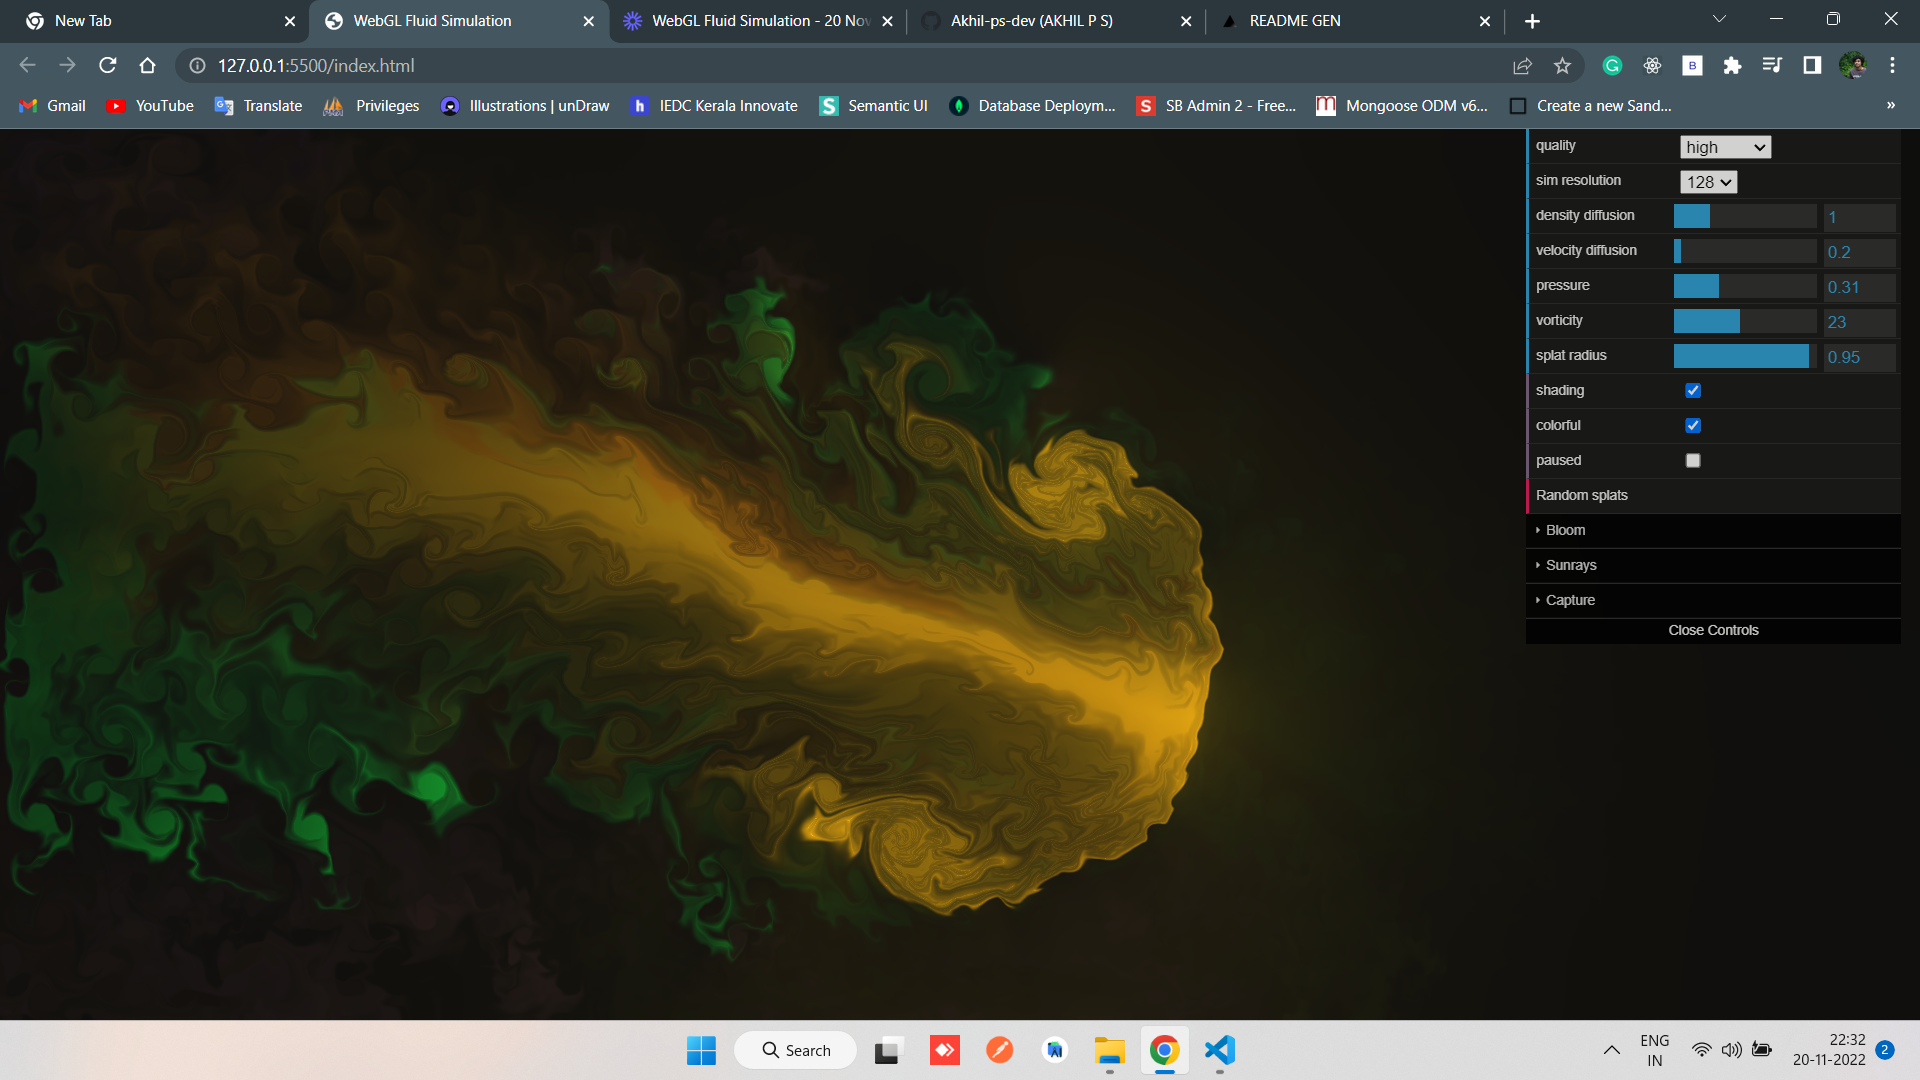 New Tab
WebGL Fluid Simulation
WebGL Fluid Simulation - 20 Nov
Akhil-ps-dev (AKHIL P S)
README GEN
127.0.0.1:5500/index.html
Gmail
YouTube
Translate
Privileges
Illustrations | unDraw
IEDC Kerala Innovate
Semantic UI
Database Deploym...
SB Admin 2 - Free...
Mongoose ODM v6...
Create a new Sand...
»
quality high
sim resolution 128
density diffusion 1
velocity diffusion 0.2
pressure 0.31
vorticity 23
splat radius 0.95
shading
colorful
paused
Random splats
Bloom
Sunrays
Capture
Close Controls
Search
ENG
IN
22:32
20-11-2022
2